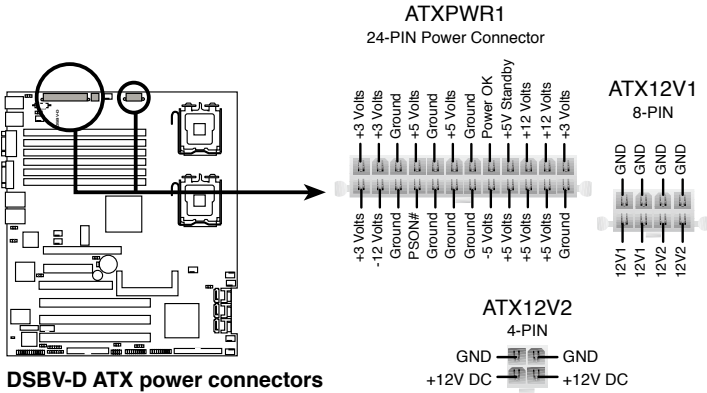 ATXPWR1
24-PIN Power Connector
+3 Volts
+3 Volts
Ground
+5 Volts
Ground
+5 Volts
Ground
Power OK
+5V Standby
+12 Volts
+12 Volts
+3 Volts
+3 Volts
-12 Volts
Ground
PSON#
Ground
Ground
Ground
-5 Volts
+5 Volts
+5 Volts
+5 Volts
Ground
ATX12V1
8-PIN
GND
GND
GND
GND
12V1
12V1
12V2
12V2
ATX12V2
4-PIN
GND GND
+12V DC +12V DC
DSBV-D ATX power connectors